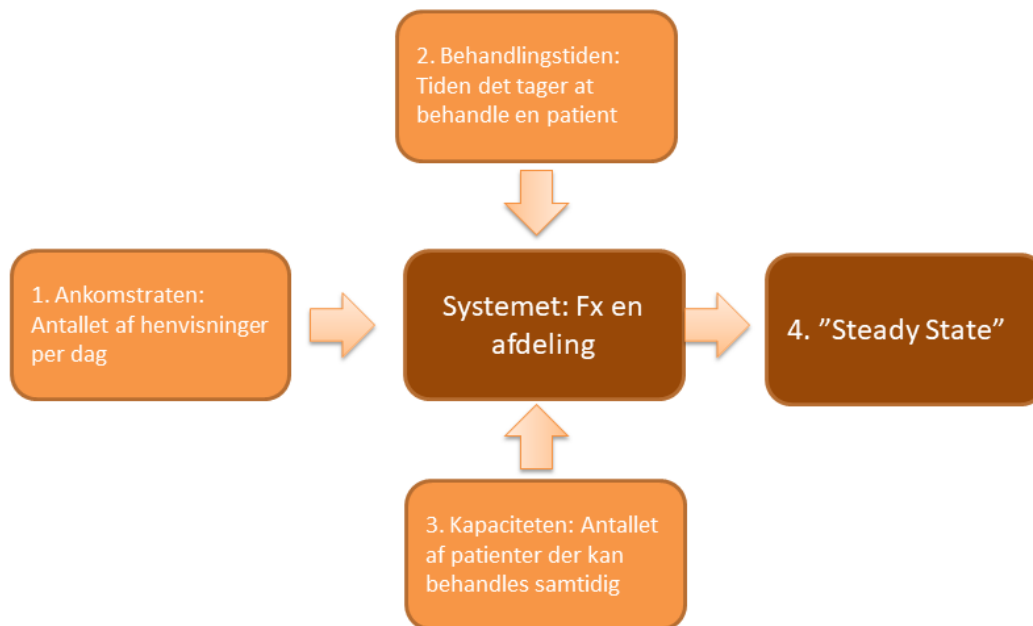 2. Behandlingstiden:
Tiden det tager at
behandle en patient
1. Ankomstraten:
Antallet af henvisninger
per dag
Systemet: Fx en
afdeling
4. ”Steady State”
3. Kapaciteten: Antallet
af patienter der kan
behandles samtidig